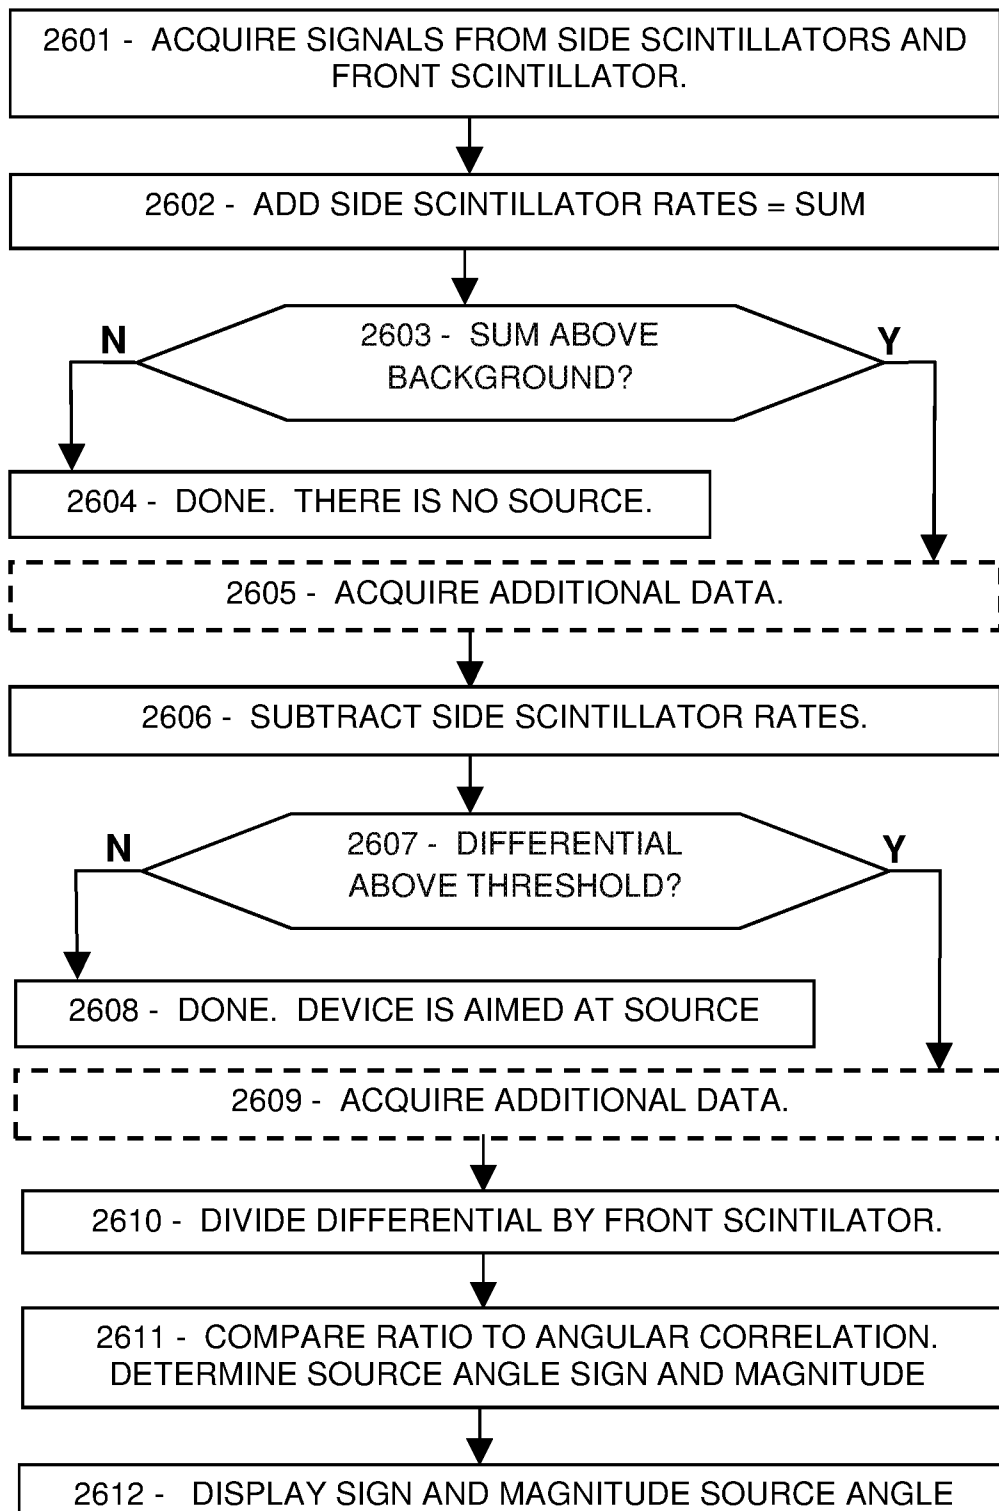 2601 - ACQUIRE SIGNALS FROM SIDE SCINTILLATORS AND
FRONT SCINTILLATOR.
2602 - ADD SIDE SCINTILLATOR RATES = SUM
N
2603 - SUM ABOVE
BACKGROUND?
Y
2604 - DONE. THERE IS NO SOURCE.
2605 - ACQUIRE ADDITIONAL DATA.
2606 - SUBTRACT SIDE SCINTILLATOR RATES.
N
2607 - DIFFERENTIAL
ABOVE THRESHOLD?
Y
2608 - DONE. DEVICE IS AIMED AT SOURCE
2609 - ACQUIRE ADDITIONAL DATA.
2610 - DIVIDE DIFFERENTIAL BY FRONT SCINTILATOR.
2611 - COMPARE RATIO TO ANGULAR CORRELATION.
DETERMINE SOURCE ANGLE SIGN AND MAGNITUDE
2612 - DISPLAY SIGN AND MAGNITUDE SOURCE ANGLE